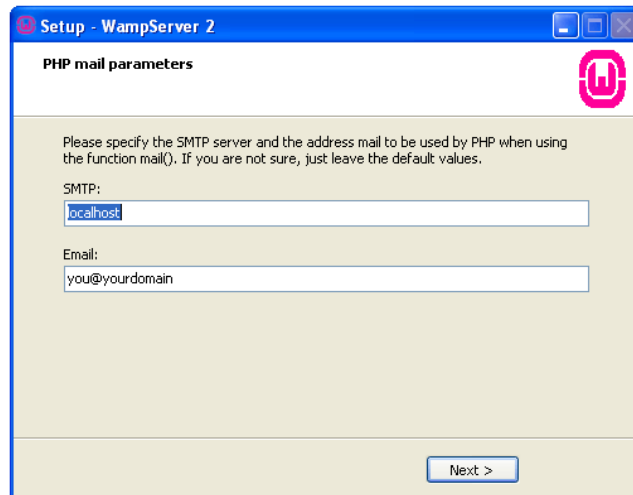 Setup - WampServer 2
PHP mail parameters
Please specify the SMTP server and the address mail to be used by PHP when using
the function mail(). If you are not sure, just leave the default values.
SMTP:
localhost
Email:
you@yourdomain
Next >